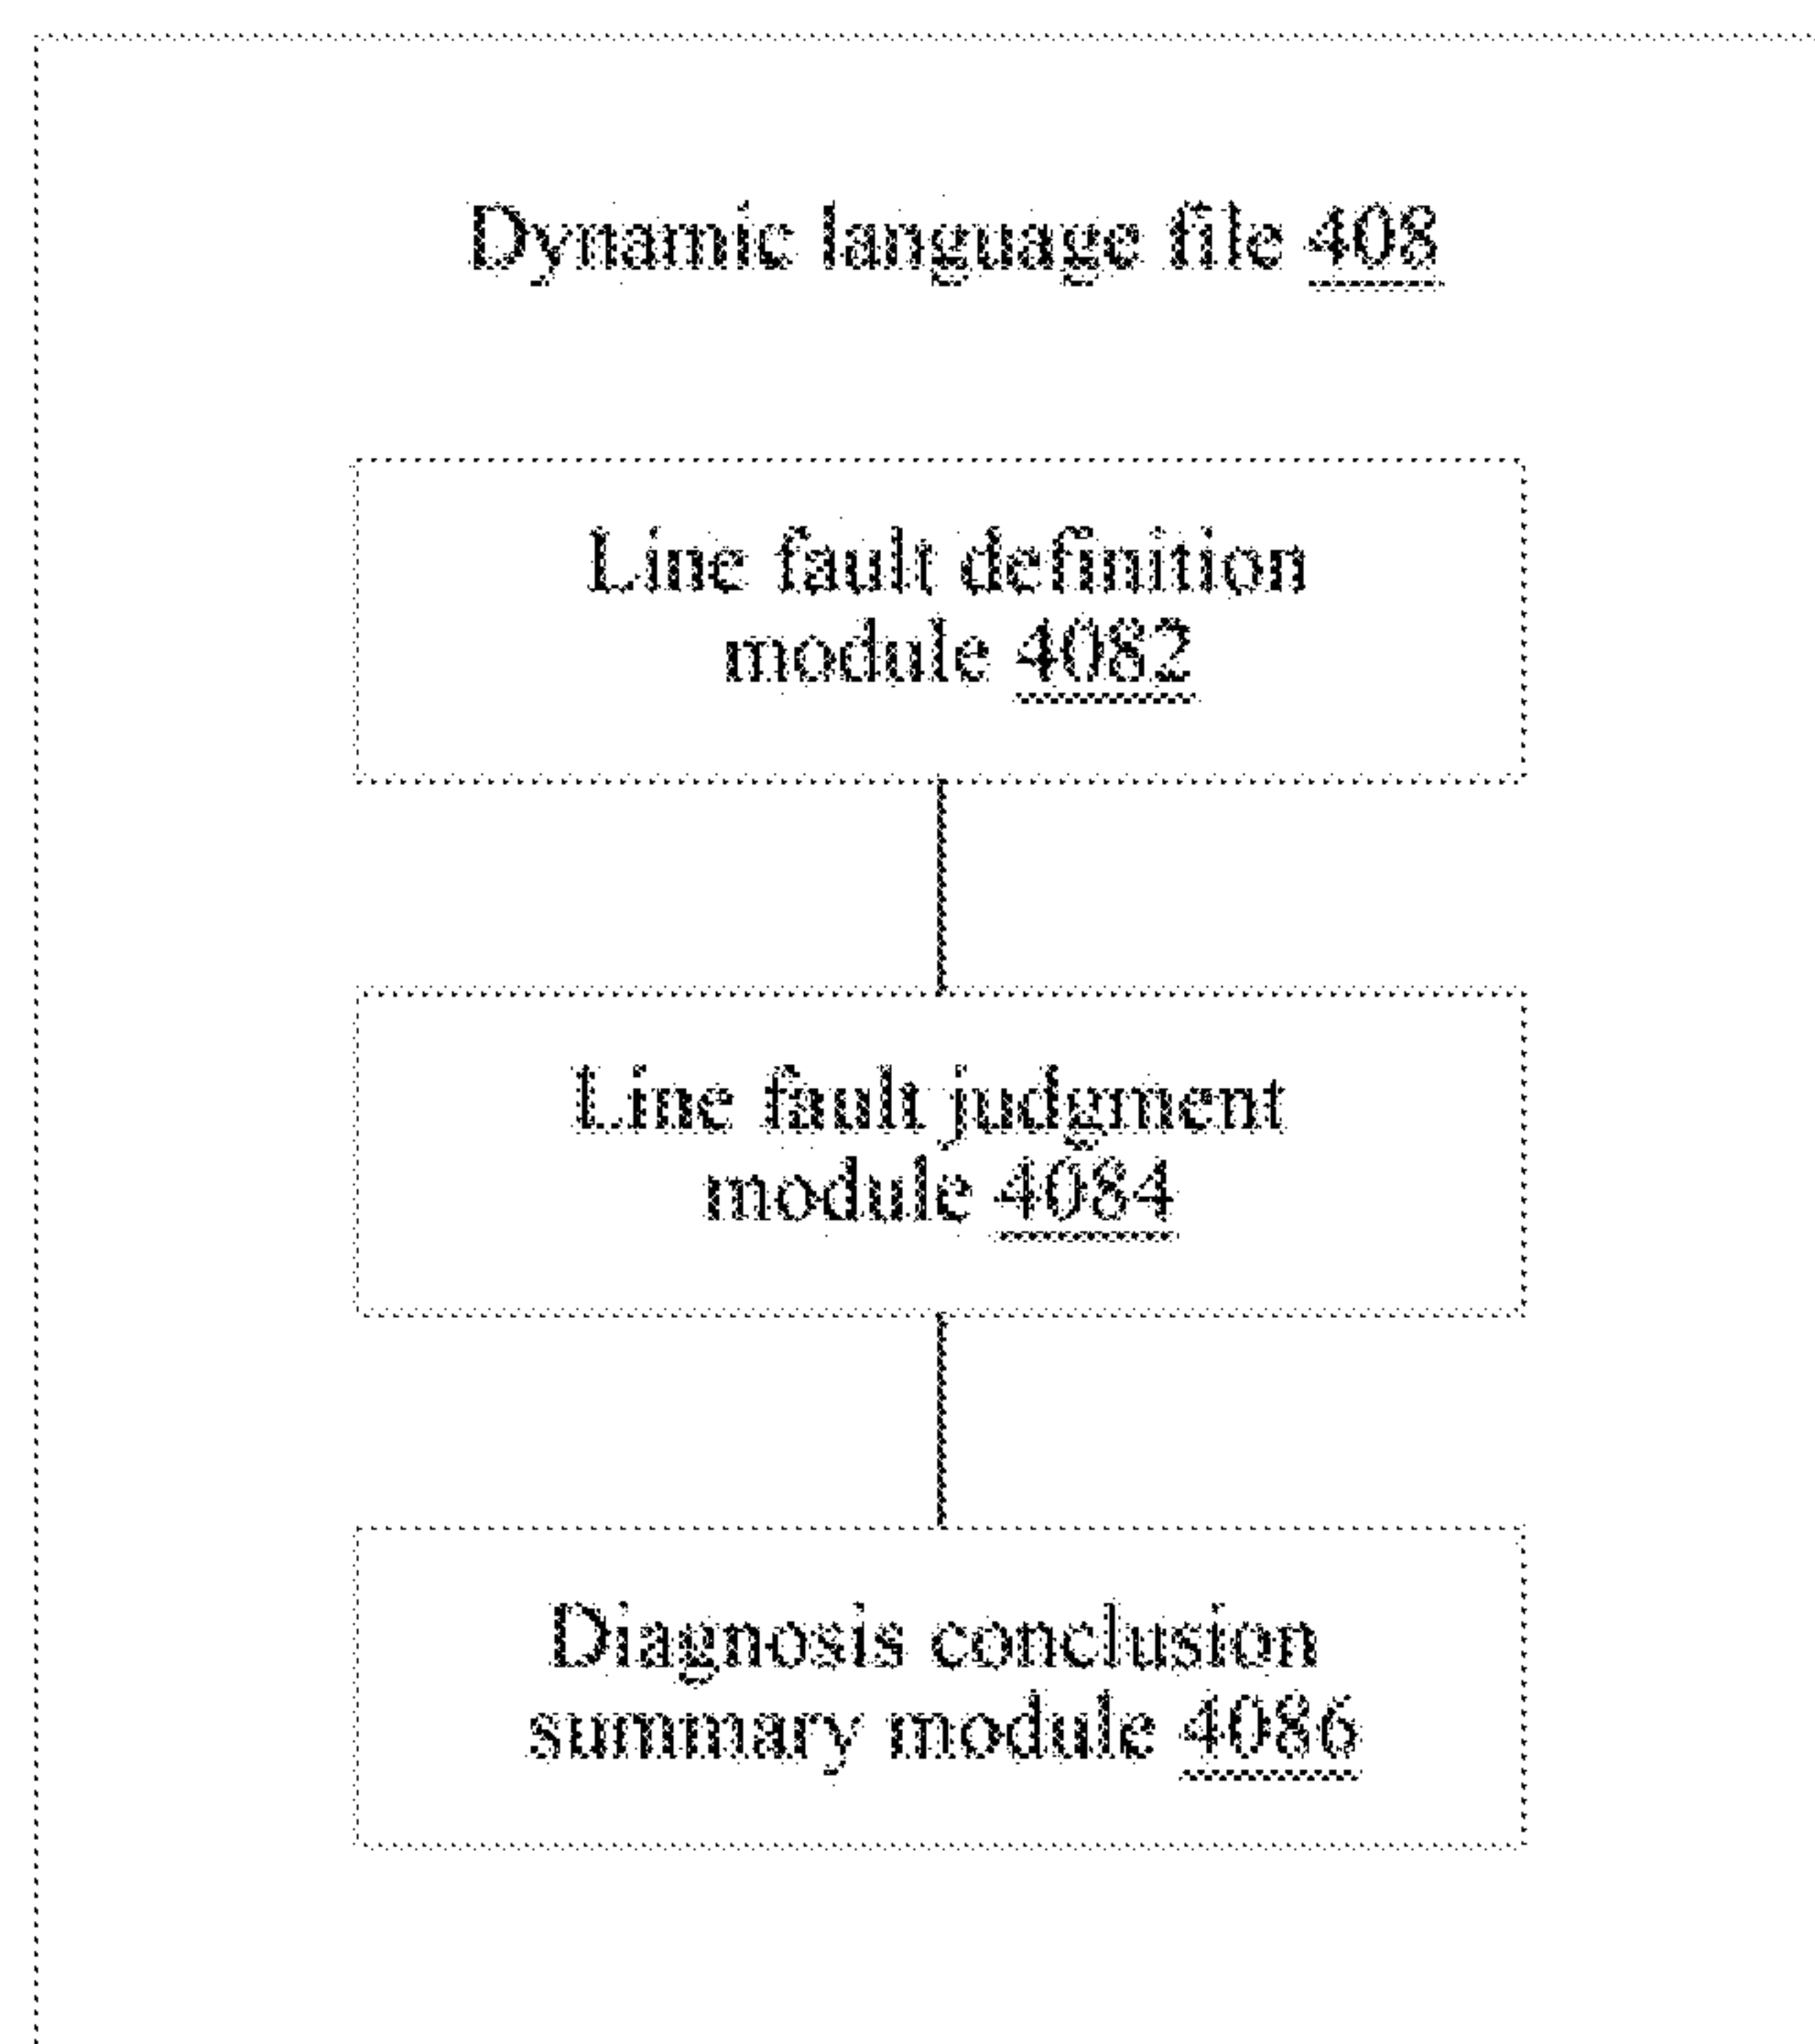 Dynamic language file 408
Line fault definition
module 4082
Line fault judgment
module 4084
Diagnosis conclusion
summary module 4086